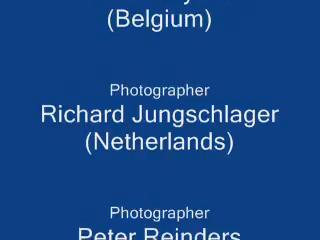 (Belgium)
Photographer
Richard Jungschlager
(Netherlands)
Photographer
Peter Reinders